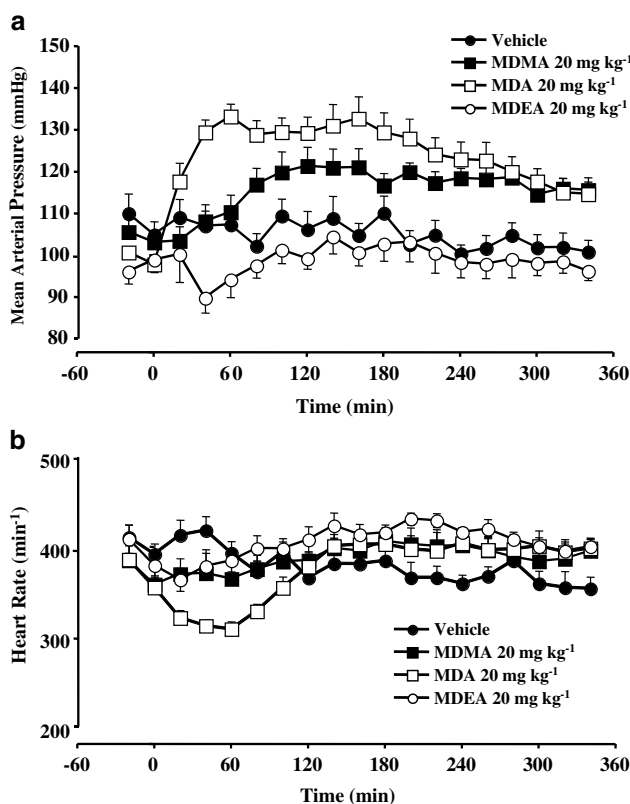 a
150
140
130
120
110
100
90
80
Mean Arterial Pressure (mmHg)
Vehicle
MDMA 20 mg kg⁻¹
MDA 20 mg kg⁻¹
MDEA 20 mg kg⁻¹
-60 0 60 120 180 240 300 360
Time (min)
b
500
400
300
200
Heart Rate (min⁻¹)
Vehicle
MDMA 20 mg kg⁻¹
MDA 20 mg kg⁻¹
MDEA 20 mg kg⁻¹
-60 0 60 120 180 240 300 360
Time (min)